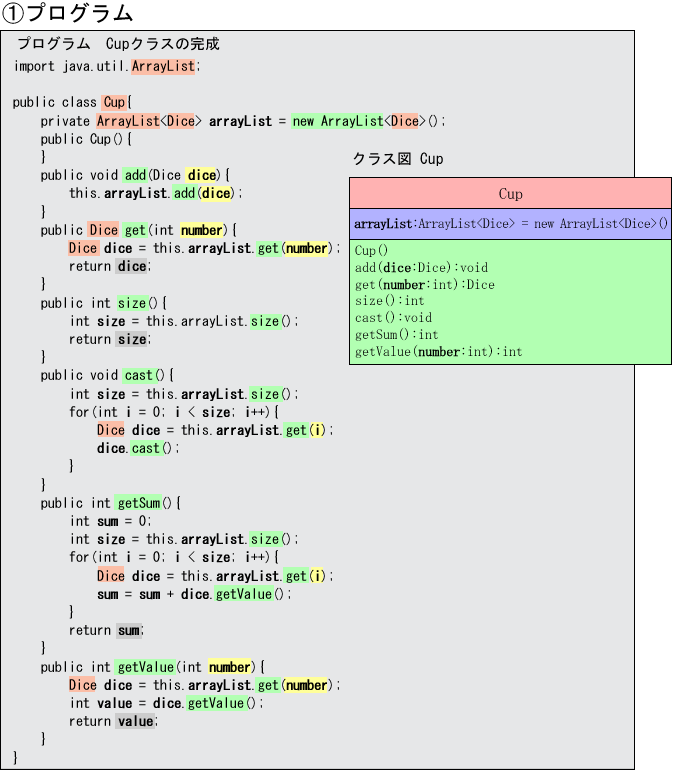 ①プログラム
プログラム　Cupクラスの完成
import java.util.ArrayList;
public class Cup{
private ArrayList<Dice> arrayList = new ArrayList<Dice>();
public Cup(){
}
public void add(Dice dice){
this.arrayList.add(dice);
}
public Dice get(int number){
Dice dice = this.arrayList.get(number);
return dice;
}
public int size(){
int size = this.arrayList.size();
return size;
}
public void cast(){
int size = this.arrayList.size();
for(int i = 0; i < size; i++){
Dice dice = this.arrayList.get(i);
dice.cast();
}
}
public int getSum(){
int sum = 0;
int size = this.arrayList.size();
for(int i = 0; i < size; i++){
Dice dice = this.arrayList.get(i);
sum = sum + dice.getValue();
}
return sum;
}
public int getValue(int number){
Dice dice = this.arrayList.get(number);
int value = dice.getValue();
return value;
}
}
クラス図 Cup
Cup
arrayList:ArrayList<Dice> = new ArrayList<Dice>()
Cup()
add(dice:Dice):void
get(number:int):Dice
size():int
cast():void
getSum():int
getValue(number:int):int